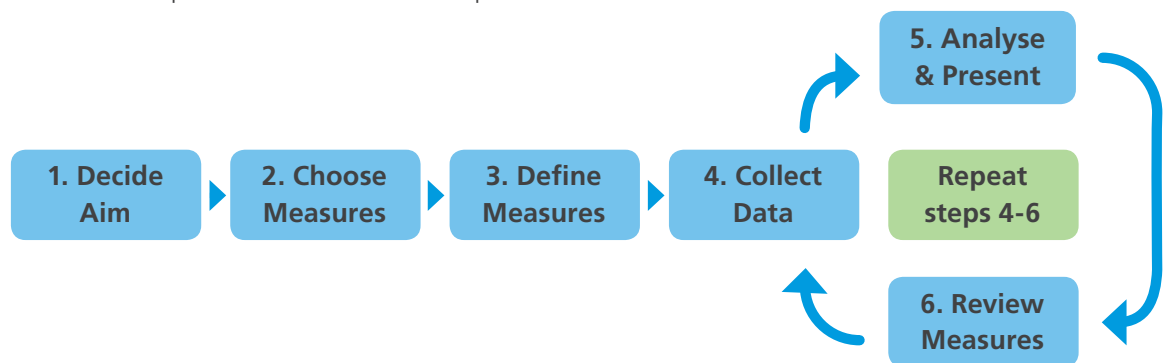 1. Decide
Aim
2. Choose
Measures
3. Define
Measures
4. Collect
Data
5. Analyse
& Present
Repeat
steps 4-6
6. Review
Measures